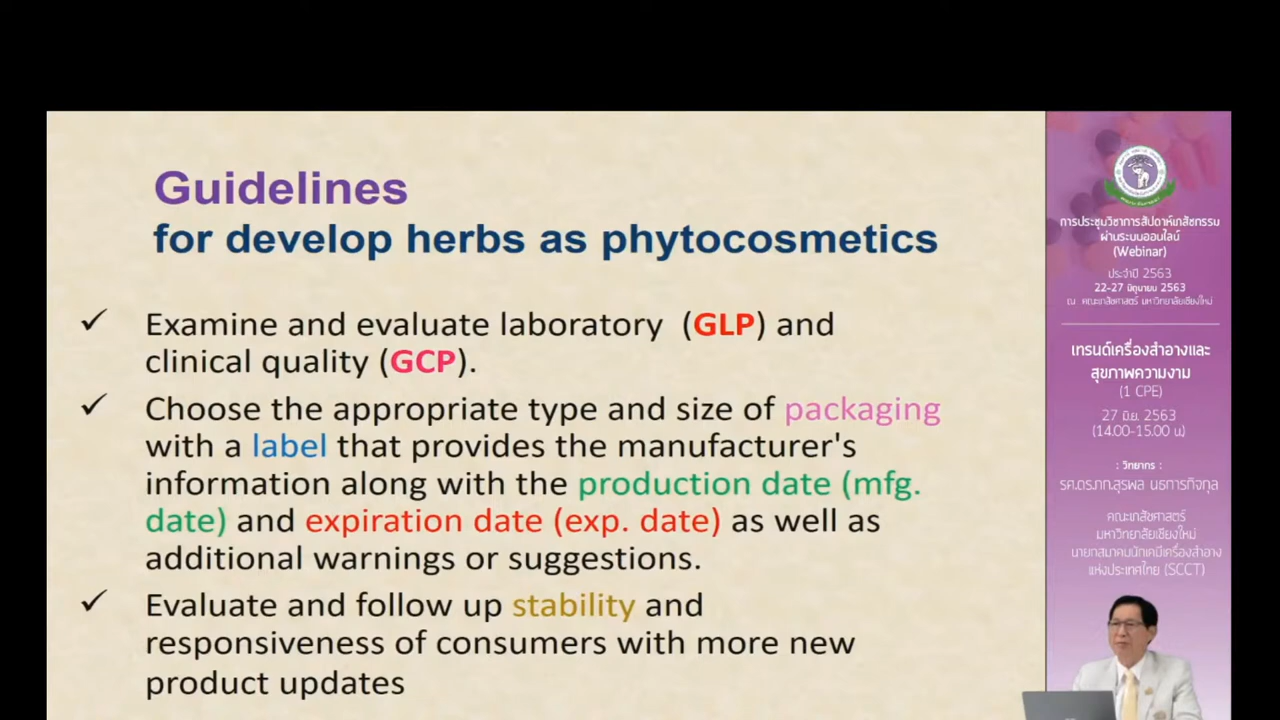 Guidelines
for develop herbs as phytocosmetics
✓ Examine and evaluate laboratory (GLP) and
clinical quality (GCP).
✓ Choose the appropriate type and size of packaging
with a label that provides the manufacturer's
information along with the production date (mfg.
date) and expiration date (exp. date) as well as
additional warnings or suggestions.
✓ Evaluate and follow up stability and
responsiveness of consumers with more new
product updates
การประชุมวิชาการสัปดาห์เภสัชกรรม
ผ่านระบบออนไลน์
(Webinar)
ประจำปี 2563
22-27 มิถุนายน 2563
ณ คณะเภสัชศาสตร์ มหาวิทยาลัยเชียงใหม่
เทรนด์เครื่องสำอางและ
สุขภาพความงาม
(1 CPE)
27 มิ.ย. 2563
(14.00-15.00 น)
: วิทยากร :
รศ.ดร.ภก.สุรพล นธการกิจกุล
คณะเภสัชศาสตร์
มหาวิทยาลัยเชียงใหม่
นายกสมาคมนักเคมีเครื่องสำอาง
แห่งประเทศไทย (SCCT)